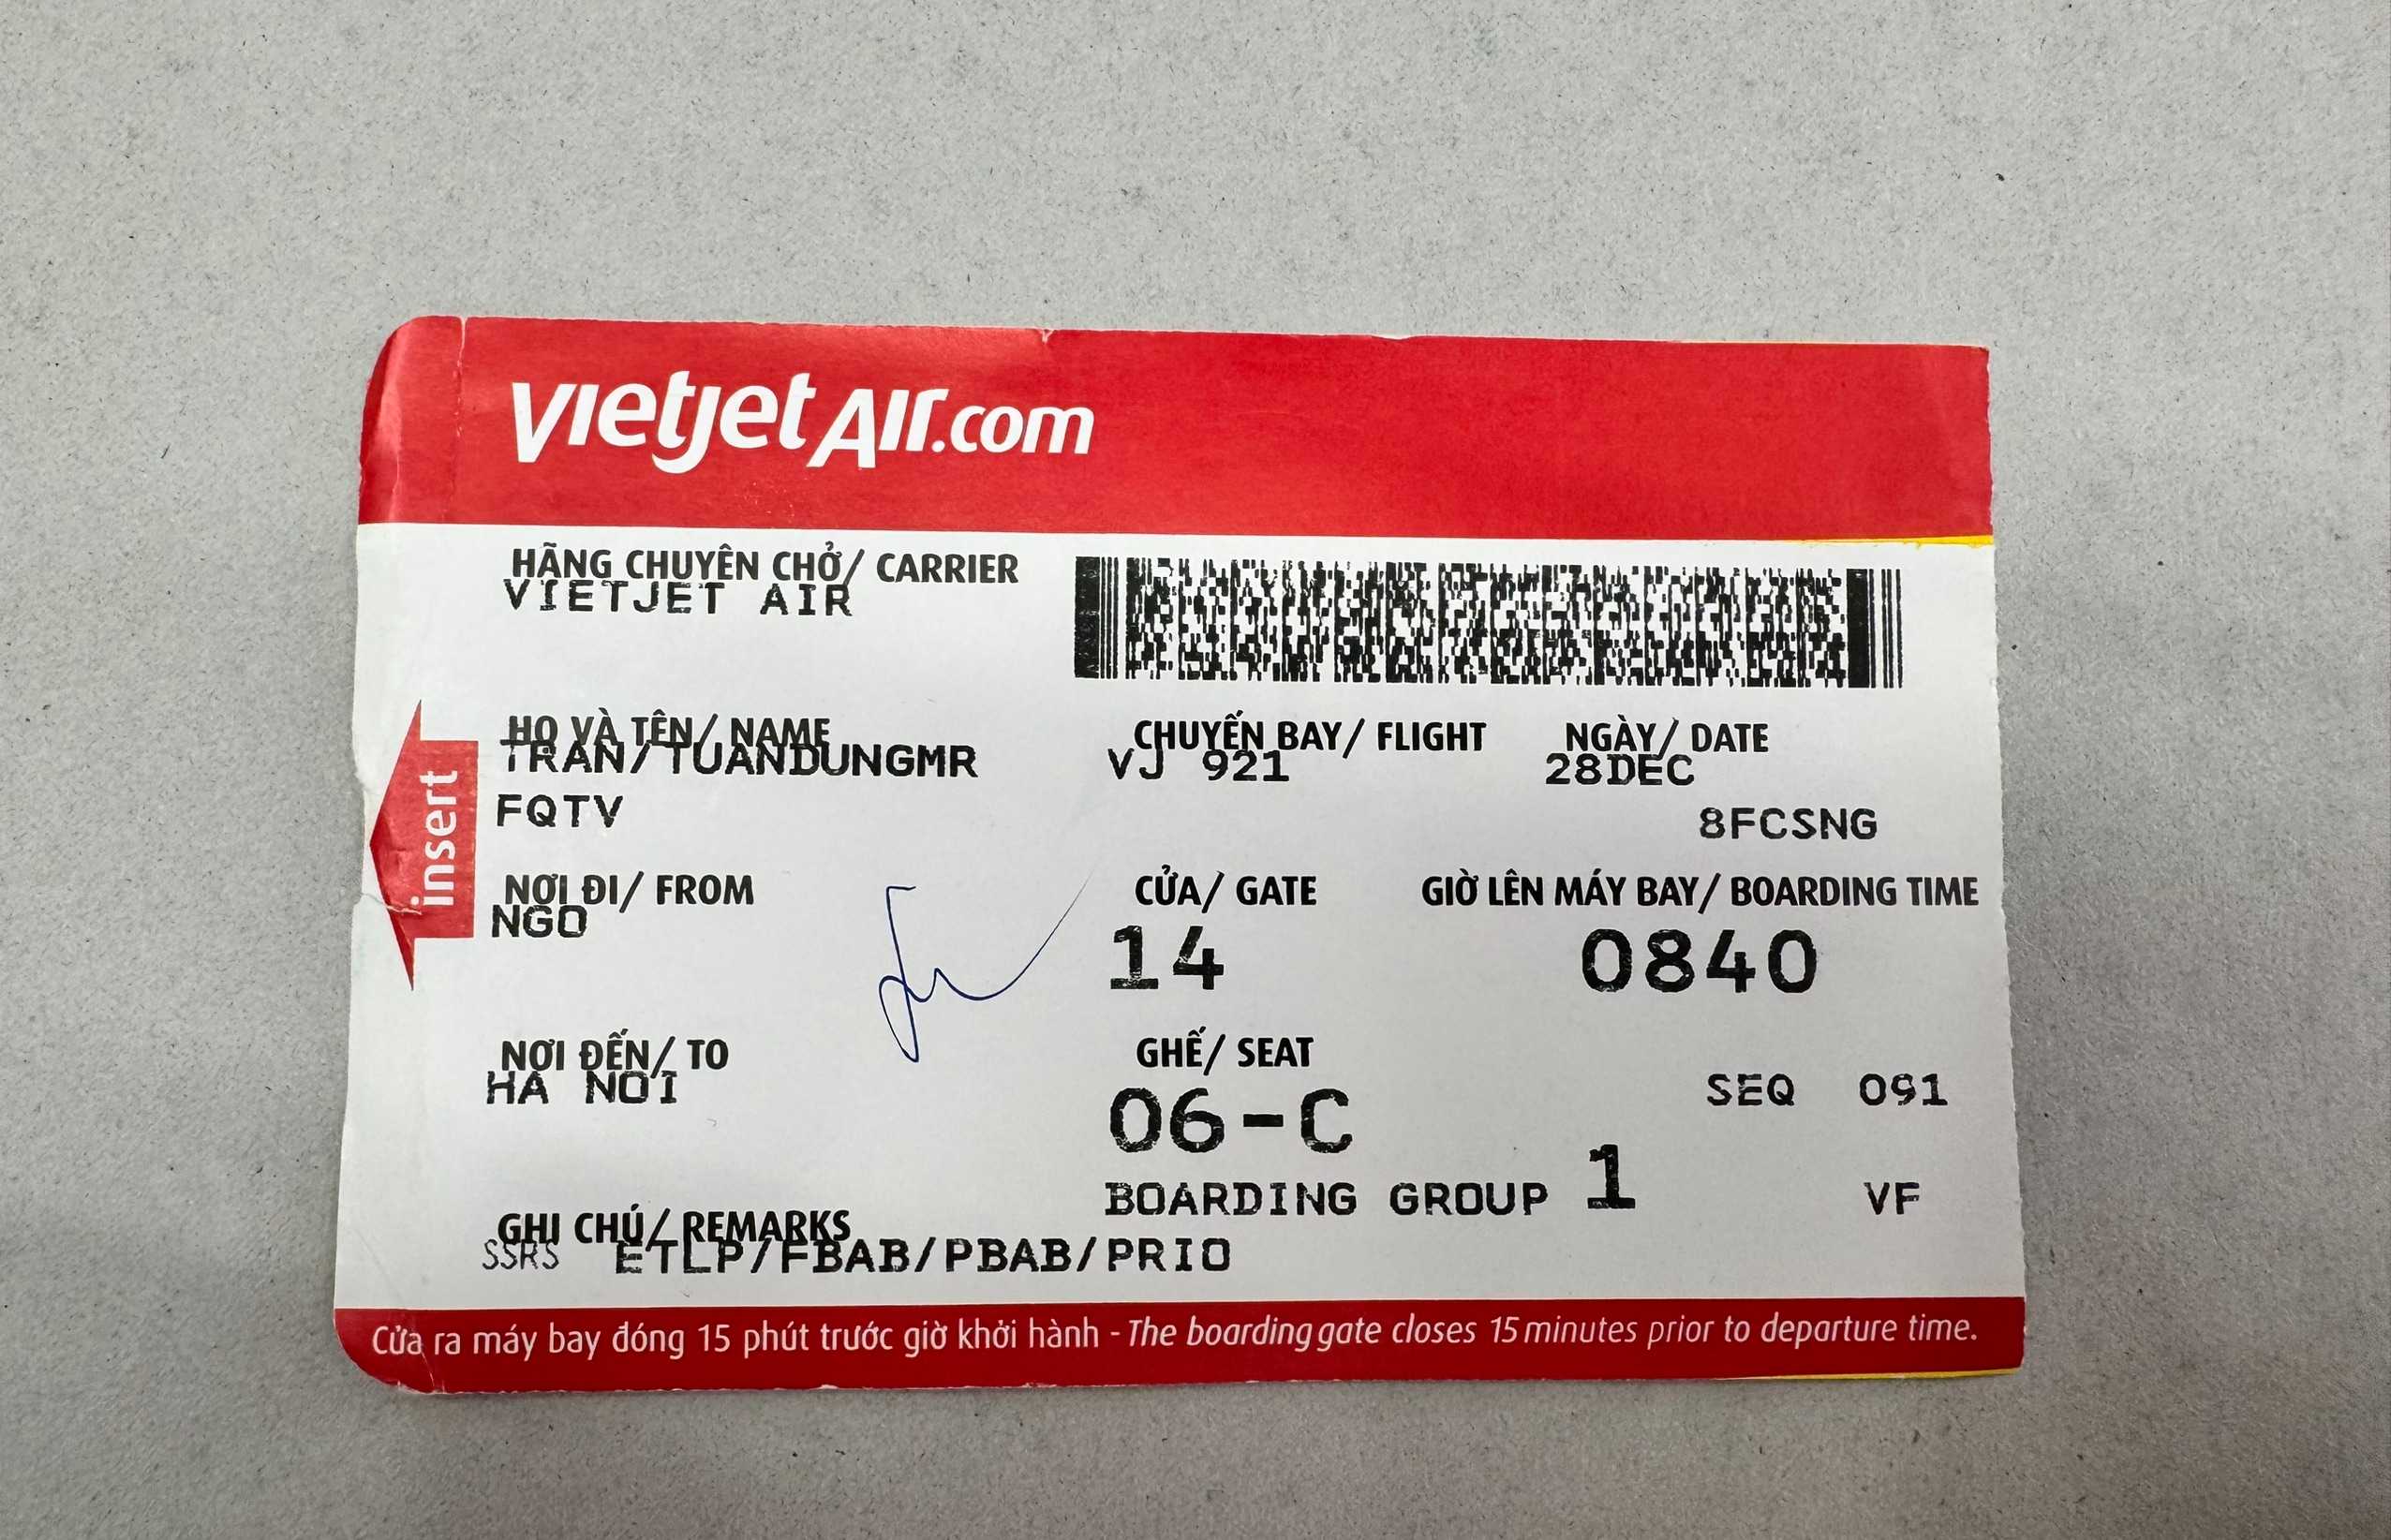 vietjet Air.com
HÃNG CHUYÊN CHỞ/ CARRIER
VIETJET AIR
HỌ VÀ TÊN/ NAME
TRAN/TUANDUNGMR
CHUYẾN BAY/ FLIGHT
VJ 921
NGÀY/ DATE
28DEC
FQTV
8FCSNG
insert
NƠI ĐI/ FROM
NGO
CỬA/ GATE
14
GIỜ LÊN MÁY BAY/ BOARDING TIME
0840
NƠI ĐẾN/ TO
HA NOI
GHẾ/ SEAT
06-C
SEQ 091
BOARDING GROUP 1
VF
GHI CHÚ/ REMARKS
SSRS ETLP/FBAB/PBAB/PRIO
Cửa ra máy bay đóng 15 phút trước giờ khởi hành - The boarding gate closes 15 minutes prior to departure time.